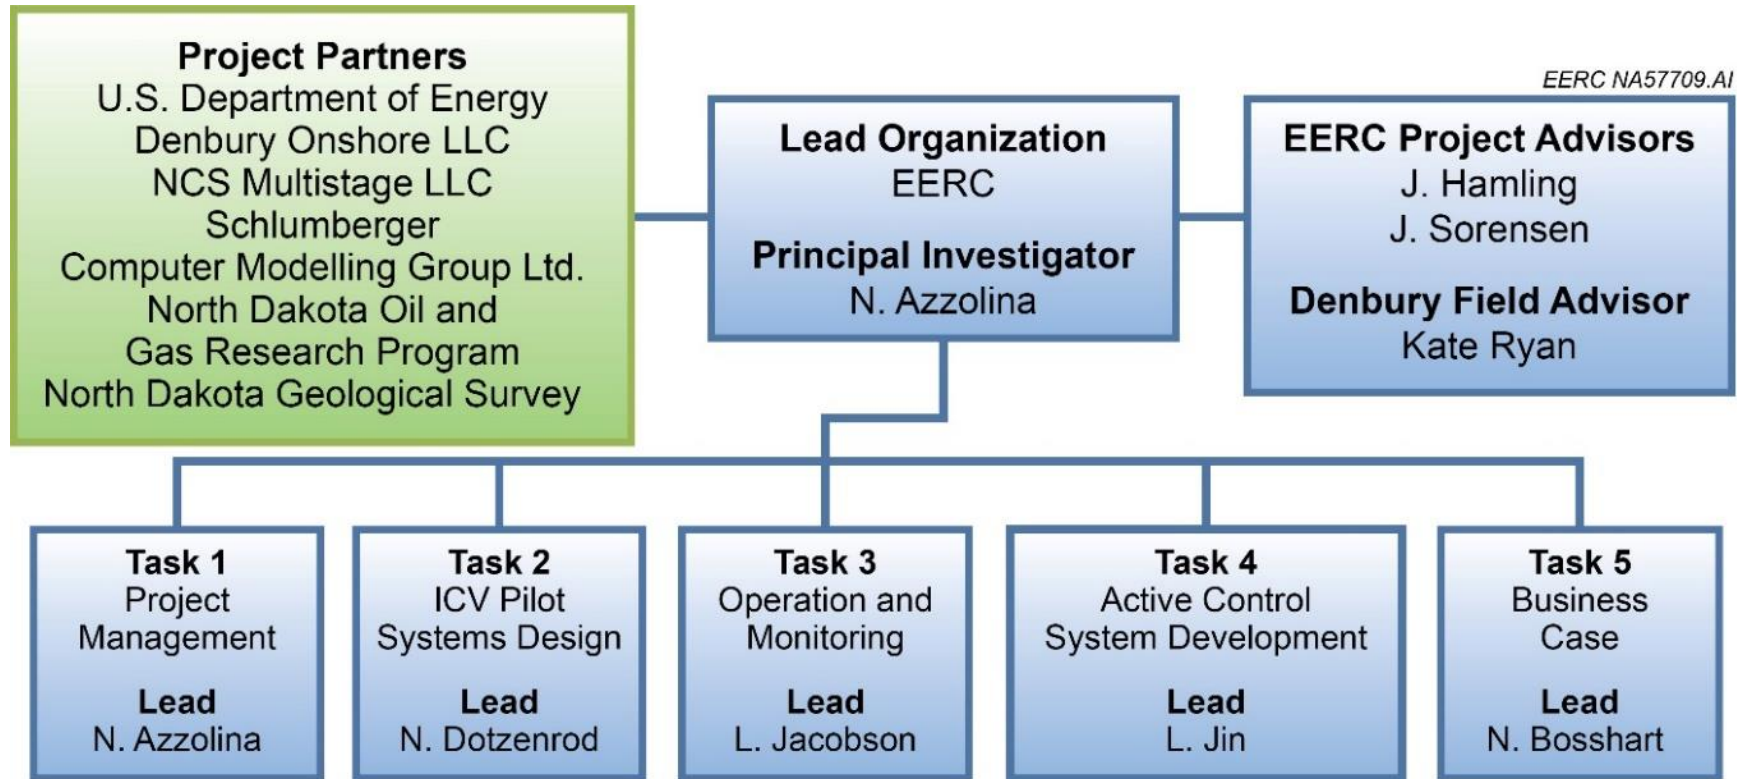 Project Partners
U.S. Department of Energy
Denbury Onshore LLC
NCS Multistage LLC
Schlumberger
Computer Modelling Group Ltd.
North Dakota Oil and
Gas Research Program
North Dakota Geological Survey
Lead Organization
EERC
Principal Investigator
N. Azzolina
EERC NA57709.AI
EERC Project Advisors
J. Hamling
J. Sorensen
Denbury Field Advisor
Kate Ryan
Task 1
Project
Management
Lead
N. Azzolina
Task 2
ICV Pilot
Systems Design
Lead
N. Dotzenrod
Task 3
Operation and
Monitoring
Lead
L. Jacobson
Task 4
Active Control
System Development
Lead
L. Jin
Task 5
Business
Case
Lead
N. Bosshart